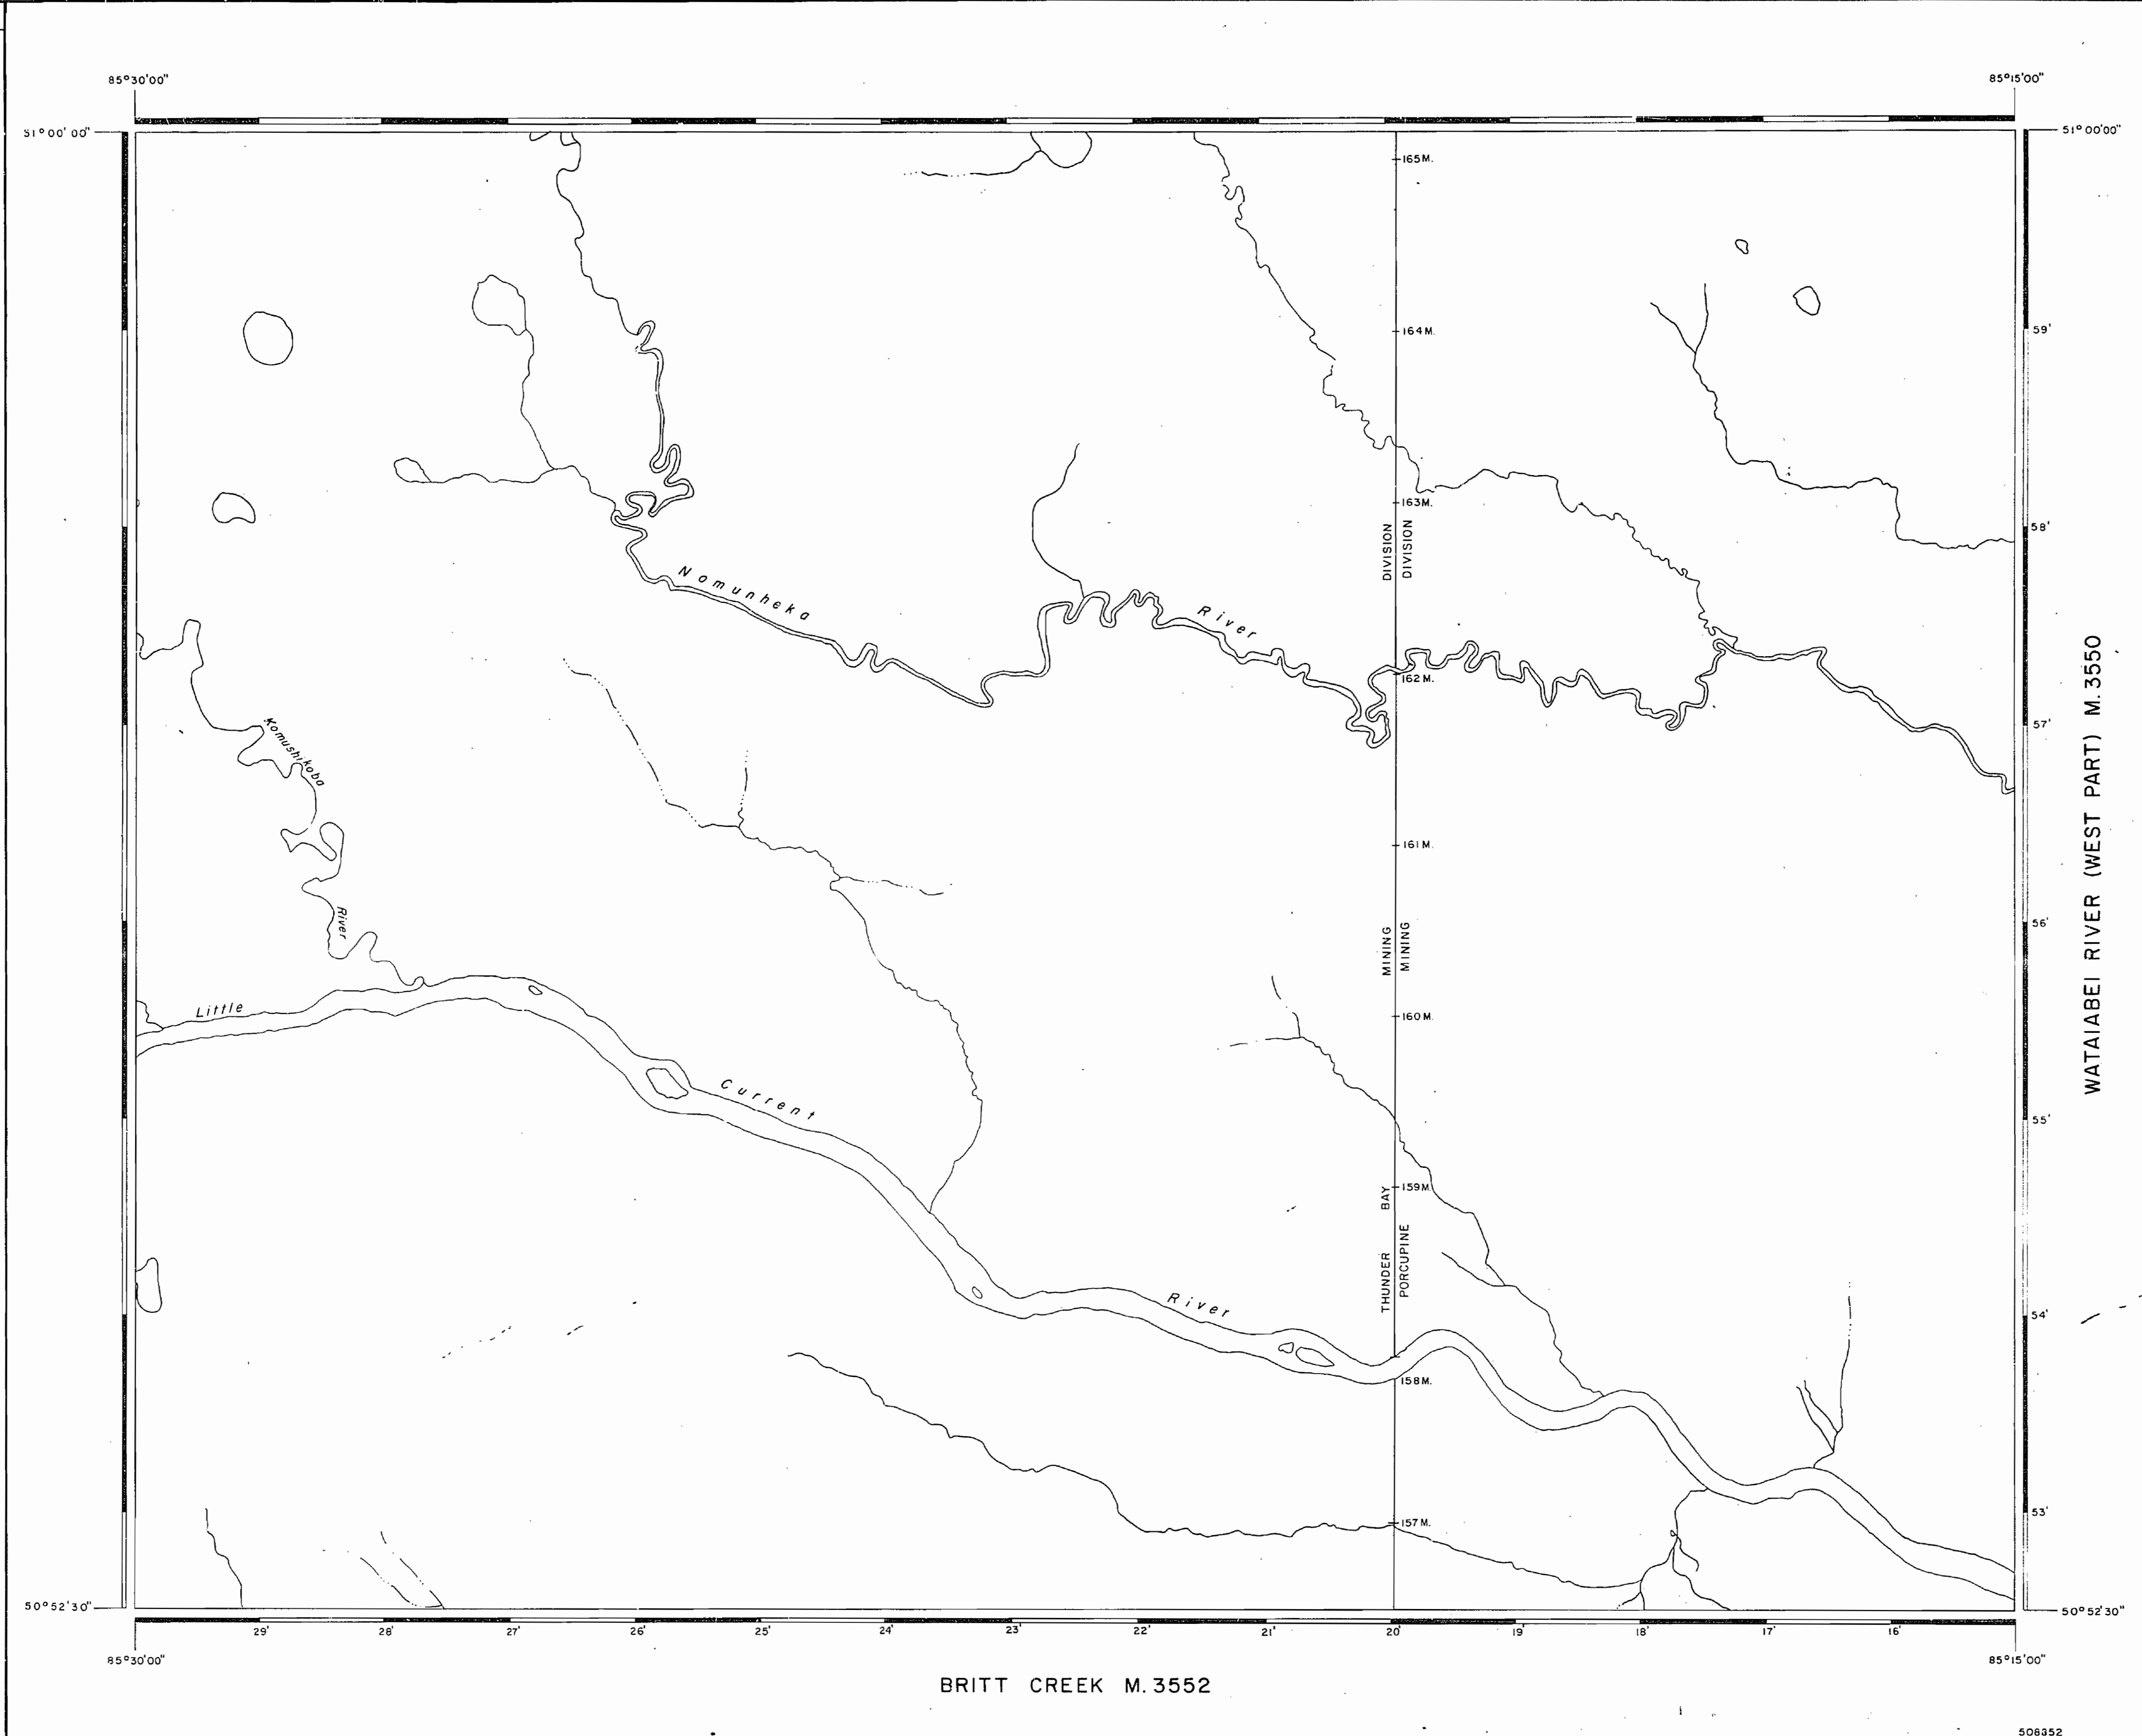 85°30'00"
85°15'00"
51°00'00"
51°00'00"
165M.
164M.
59'
163M.
DIVISION
DIVISION
58'
Nomunheka
River
162M.
57'
Komushkoba
River
161M.
WATAIABEI RIVER (WEST PART) M.3550
56'
MINING
MINING
160M.
Little
Current
River
55'
159M.
THUNDER BAY
PORCUPINE
54'
158M.
157M.
53'
50°52'30"
50°52'30"
29' 28' 27' 26' 25' 24' 23' 22' 21' 20' 19' 18' 17' 16'
85°30'00"
85°15'00"
BRITT CREEK M.3552
508352